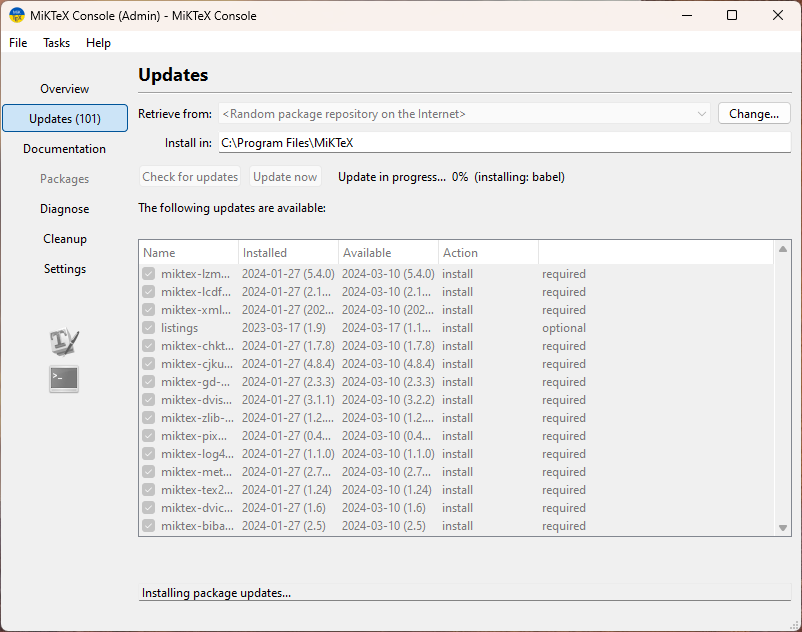 MiKTeX Console (Admin) - MiKTeX Console
File Tasks Help
Overview
Updates (101)
Documentation
Packages
Diagnose
Cleanup
Settings
Updates
Retrieve from: <Random package repository on the Internet> Change...
Install in: C:\Program Files\MiKTeX
Check for updates Update now Update in progress... 0% (installing: babel)
The following updates are available:
Name Installed Available Action
miktex-lzm... 2024-01-27 (5.4.0) 2024-03-10 (5.4.0) install required
miktex-lcdf... 2024-01-27 (2.1... 2024-03-10 (2.1... install required
miktex-xml... 2024-01-27 (202... 2024-03-10 (202... install required
listings 2023-03-17 (1.9) 2024-03-17 (1.1... install optional
miktex-chkt... 2024-01-27 (1.7.8) 2024-03-10 (1.7.8) install required
miktex-cjku... 2024-01-27 (4.8.4) 2024-03-10 (4.8.4) install required
miktex-gd-... 2024-01-27 (2.3.3) 2024-03-10 (2.3.3) install required
miktex-dvis... 2024-01-27 (3.1.1) 2024-03-10 (3.2.2) install required
miktex-zlib-... 2024-01-27 (1.2.... 2024-03-10 (1.2.... install required
miktex-pix... 2024-01-27 (0.4... 2024-03-10 (0.4... install required
miktex-log4... 2024-01-27 (1.1.0) 2024-03-10 (1.1.0) install required
miktex-met... 2024-01-27 (2.7... 2024-03-10 (2.7... install required
miktex-tex2... 2024-01-27 (1.24) 2024-03-10 (1.24) install required
miktex-dvic... 2024-01-27 (1.6) 2024-03-10 (1.6) install required
miktex-biba... 2024-01-27 (2.5) 2024-03-10 (2.5) install required
Installing package updates...